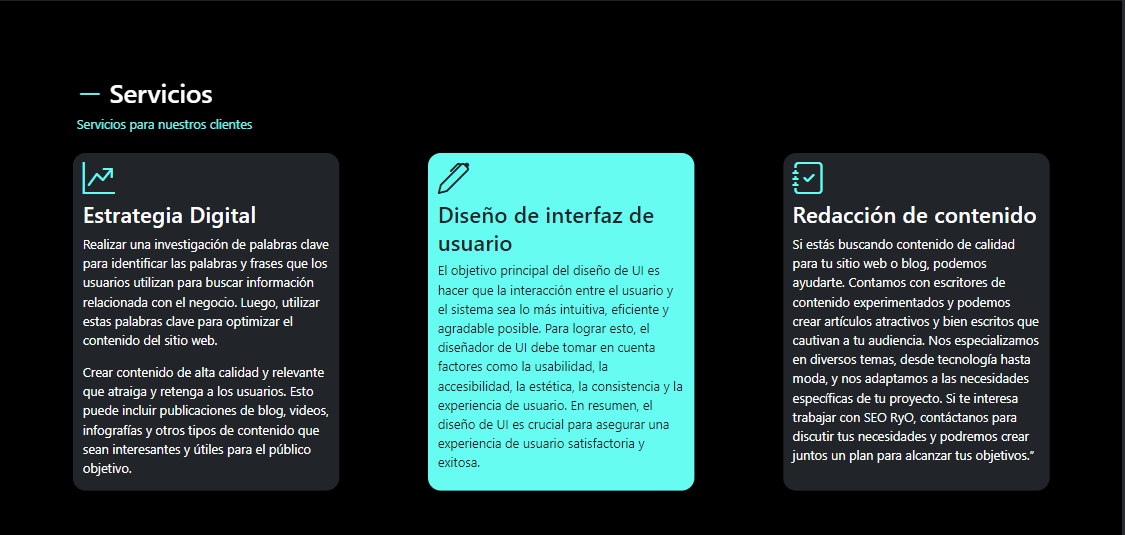 Servicios
Servicios para nuestros clientes
Estrategia Digital
Realizar una investigación de palabras clave
para identificar las palabras y frases que los
usuarios utilizan para buscar información
relacionada con el negocio. Luego, utilizar
estas palabras clave para optimizar el
contenido del sitio web.
Crear contenido de alta calidad y relevante
que atraiga y retenga a los usuarios. Esto
puede incluir publicaciones de blog, videos,
infografías y otros tipos de contenido que
sean interesantes y útiles para el público
objetivo.
Diseño de interfaz de
usuario
El objetivo principal del diseño de UI es
hacer que la interacción entre el usuario y
el sistema sea lo más intuitiva, eficiente y
agradable posible. Para lograr esto, el
diseñador de UI debe tomar en cuenta
factores como la usabilidad, la
accesibilidad, la estética, la consistencia y la
experiencia de usuario. En resumen, el
diseño de UI es crucial para asegurar una
experiencia de usuario satisfactoria y
exitosa.
Redacción de contenido
Si estás buscando contenido de calidad
para tu sitio web o blog, podemos
ayudarte. Contamos con escritores de
contenido experimentados y podemos
crear artículos atractivos y bien escritos que
cautivan a tu audiencia. Nos especializamos
en diversos temas, desde tecnología hasta
moda, y nos adaptamos a las necesidades
específicas de tu proyecto. Si te interesa
trabajar con SEO RyO, contáctanos para
discutir tus necesidades y podremos crear
juntos un plan para alcanzar tus objetivos.”